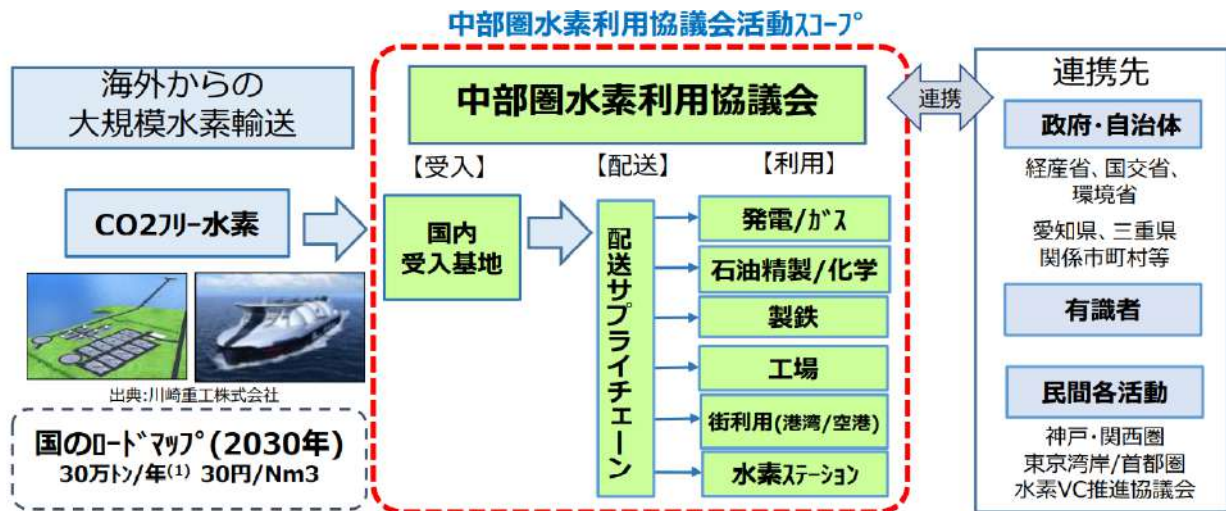 中部圏水素利用協議会活動ｽｺｰﾌﾟ
海外からの
大規模水素輸送
CO2ﾌﾘｰ水素
出典:川崎重工株式会社
国のﾛｰﾄﾞﾏｯﾌﾟ(2030年)
30万トン/年(1) 30円/Nm3
中部圏水素利用協議会
【受入】
【配送】
【利用】
国内
受入基地
配送サプライチェーン
発電/ｶﾞｽ
石油精製/化学
製鉄
工場
街利用(港湾/空港)
水素ｽﾃｰｼｮﾝ
連携
連携先
政府･自治体
経産省、国交省、
環境省
愛知県、三重県
関係市町村等
有識者
民間各活動
神戸・関西圏
東京湾岸/首都圏
水素VC推進協議会